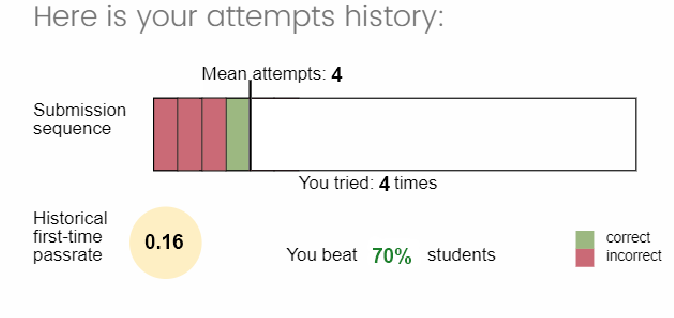 Here is your attempts history:
Mean attempts: 4
Submission
sequence
You tried: 4 times
Historical
first-time
passrate
0.16
You beat 70% students
correct
incorrect